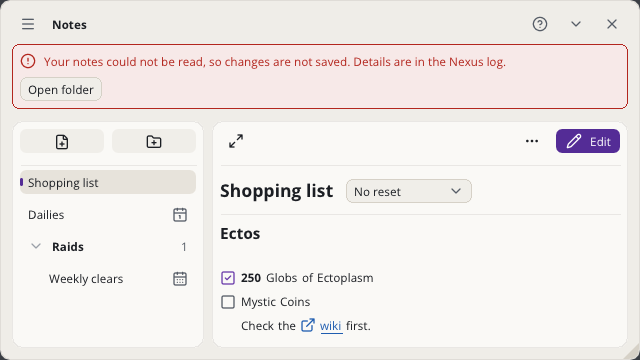 Notes
Your notes could not be read, so changes are not saved. Details are in the Nexus log.
Open folder
Edit
Shopping list
Dailies
1
Raids
1
Weekly clears
Shopping list
No reset
Ectos
250 Globs of Ectoplasm
Mystic Coins
Check the wiki first.